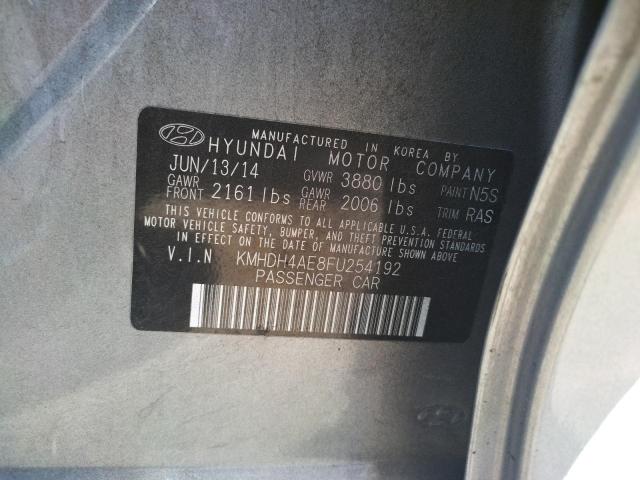 MANUFACTURED IN KOREA BY
HYUNDAI MOTOR COMPANY
JUN/13/14 GVWR 3880 lbs PAINT N5S
GAWR FRONT 2161 lbs GAWR REAR 2006 lbs TRIM RAS
THIS VEHICLE CONFORMS TO ALL APPLICABLE U.S.A. FEDERAL
MOTOR VEHICLE SAFETY, BUMPER, AND THEFT PREVENTION STANDARDS
IN EFFECT ON THE DATE OF MANUFACTURE SHOWN ABOVE.
V.I.N KMHDH4AE8FU254192
PASSENGER CAR